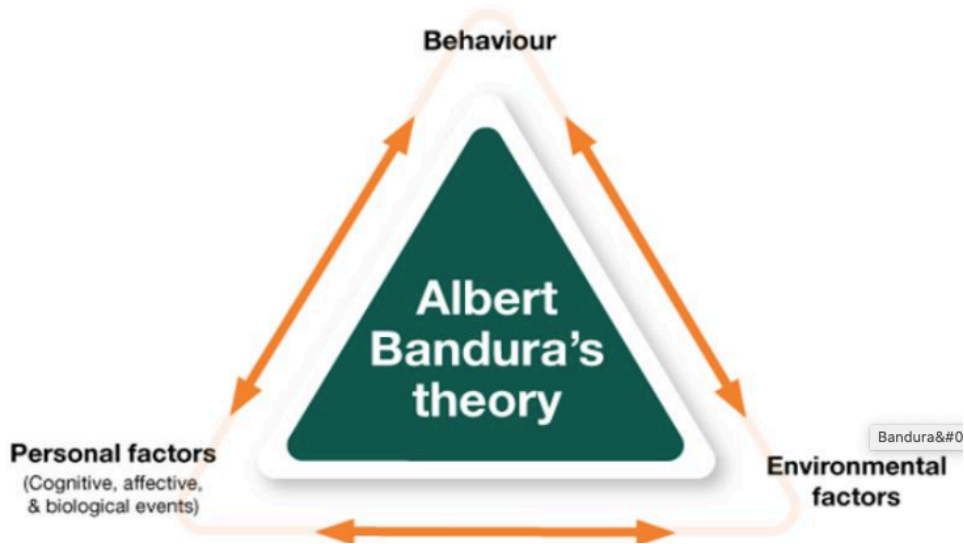 Behaviour
Albert
Bandura’s
theory
Personal factors
(Cognitive, affective,
& biological events)
Bandura&#0
Environmental
factors